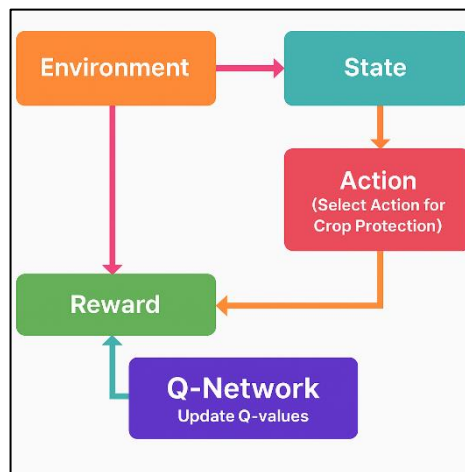 Environment
State
Action
(Select Action for
Crop Protection)
Reward
Q-Network
Update Q-values